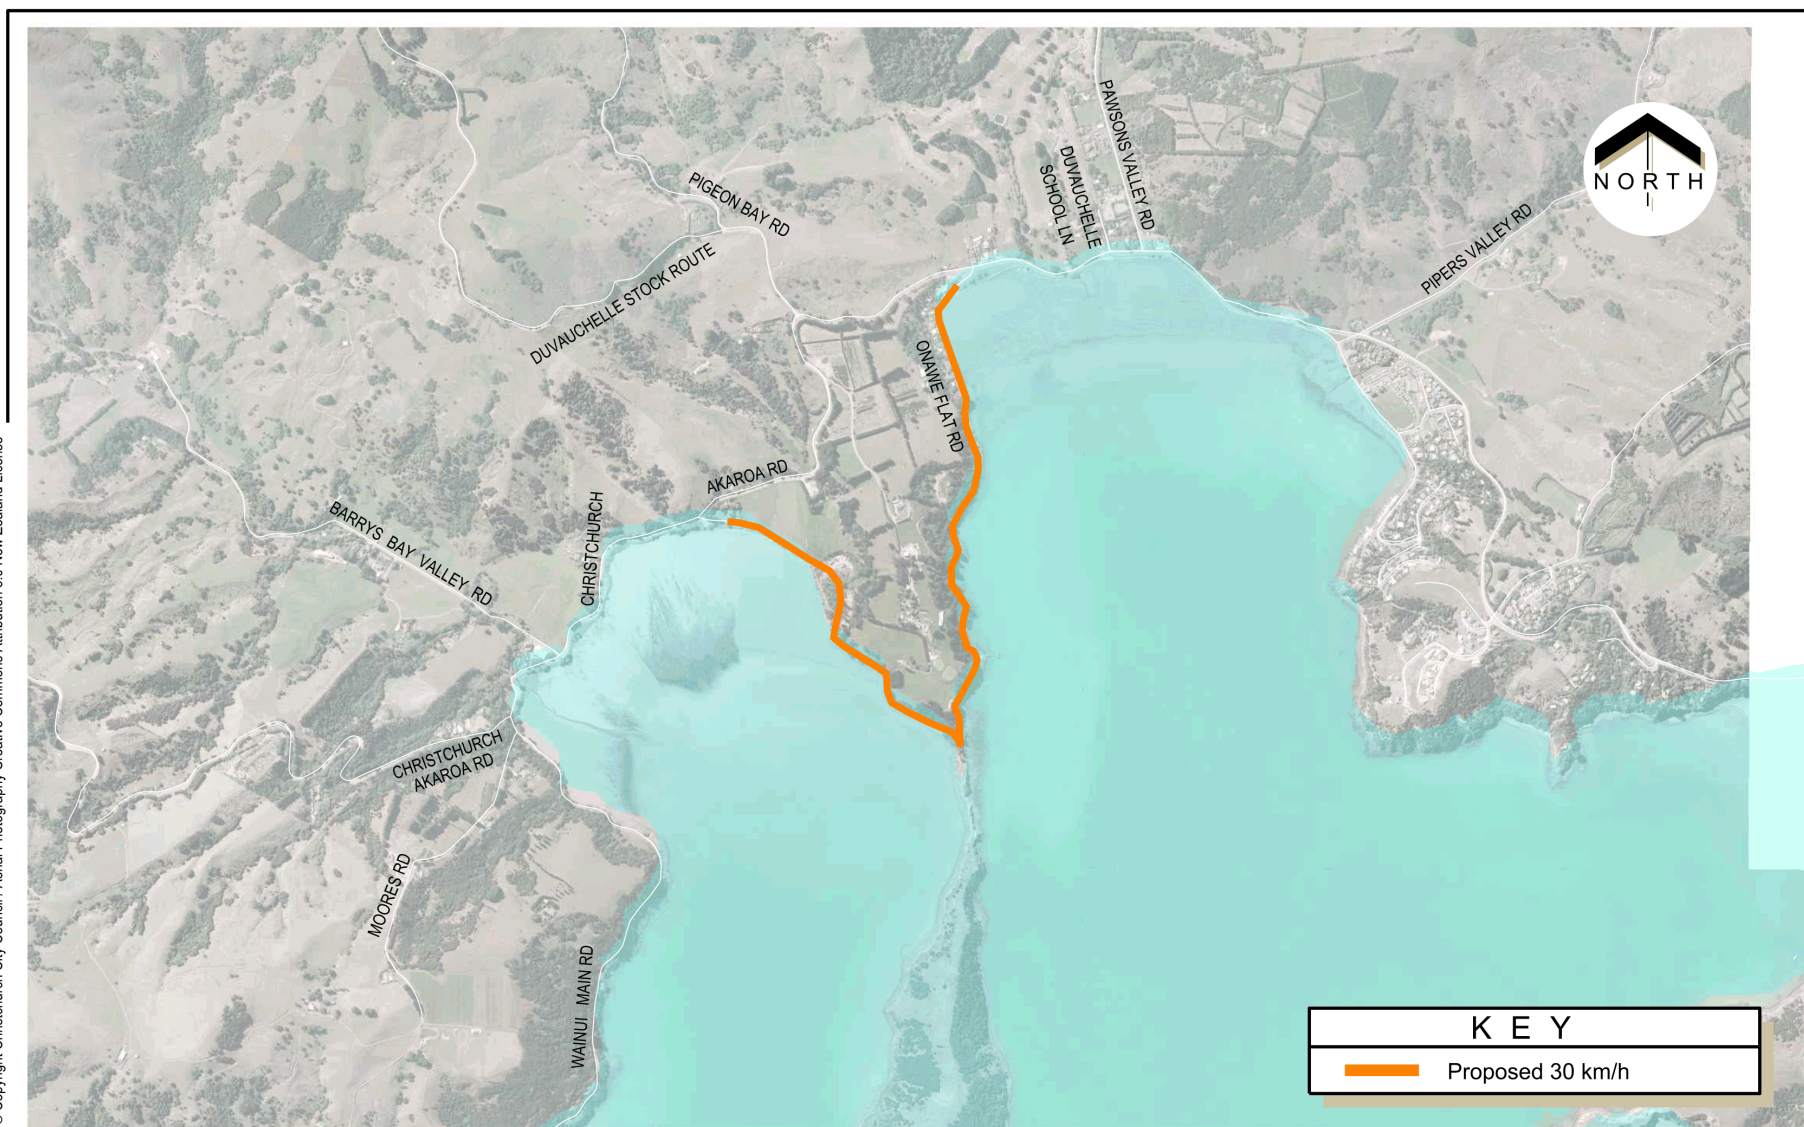 PAWSONS VALLEY RD
DUVAUCHELLE
SCHOOL LN
NORTH
PIGEON BAY RD
PIPERS VALLEY RD
DUVAUCHELLE STOCK ROUTE
ONAWE FLAT RD
AKAROA RD
CHRISTCHURCH
BARRYS BAY VALLEY RD
CHRISTCHURCH
AKAROA RD
MOORES RD
WAINUI MAIN RD
KEY
Proposed 30 km/h